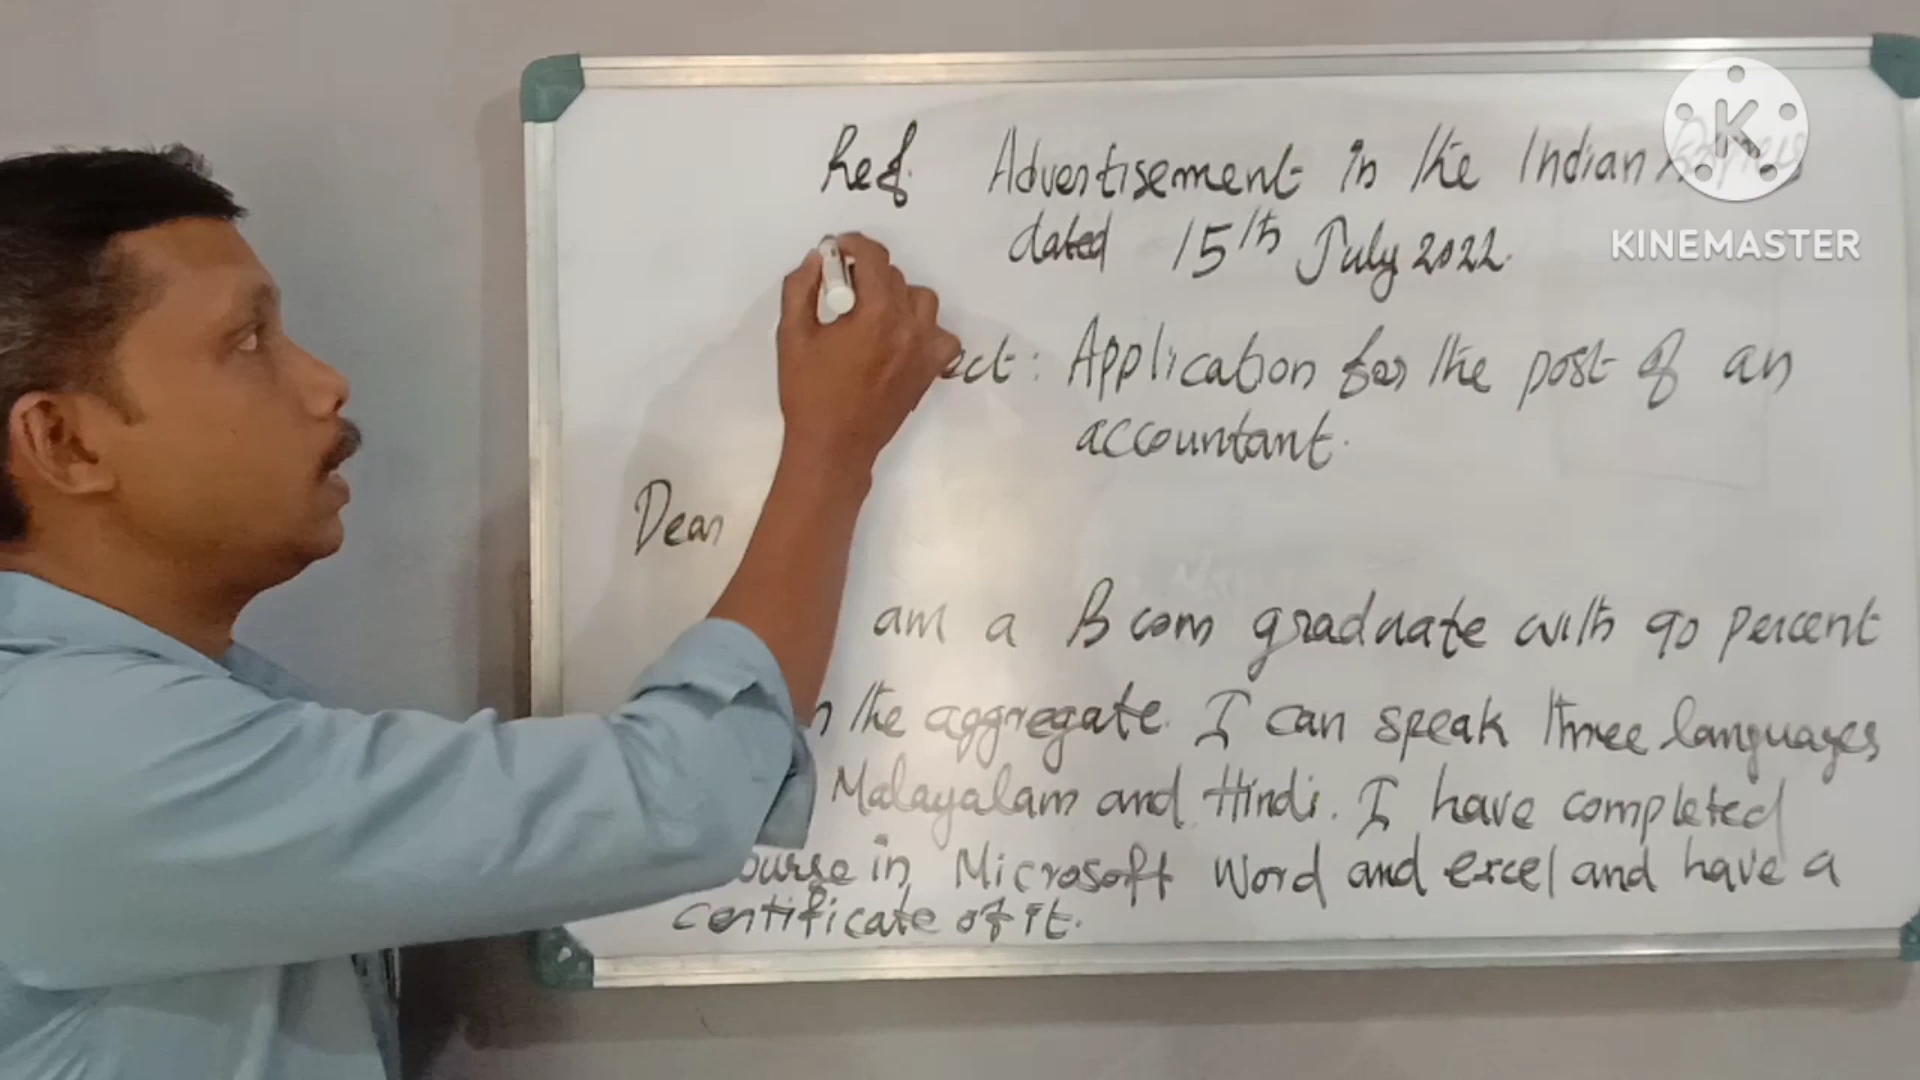 Ref. Advertisement in the Indian
dated 15th July 2022.
ect: Application for the post of an
accountant.
Dear
am a B com graduate with 90 percent
the aggregate. I can speak three languages
Malayalam and Hindi. I have completed
ourse in Microsoft Word and excel and have a
certificate of it.
KINEMASTER